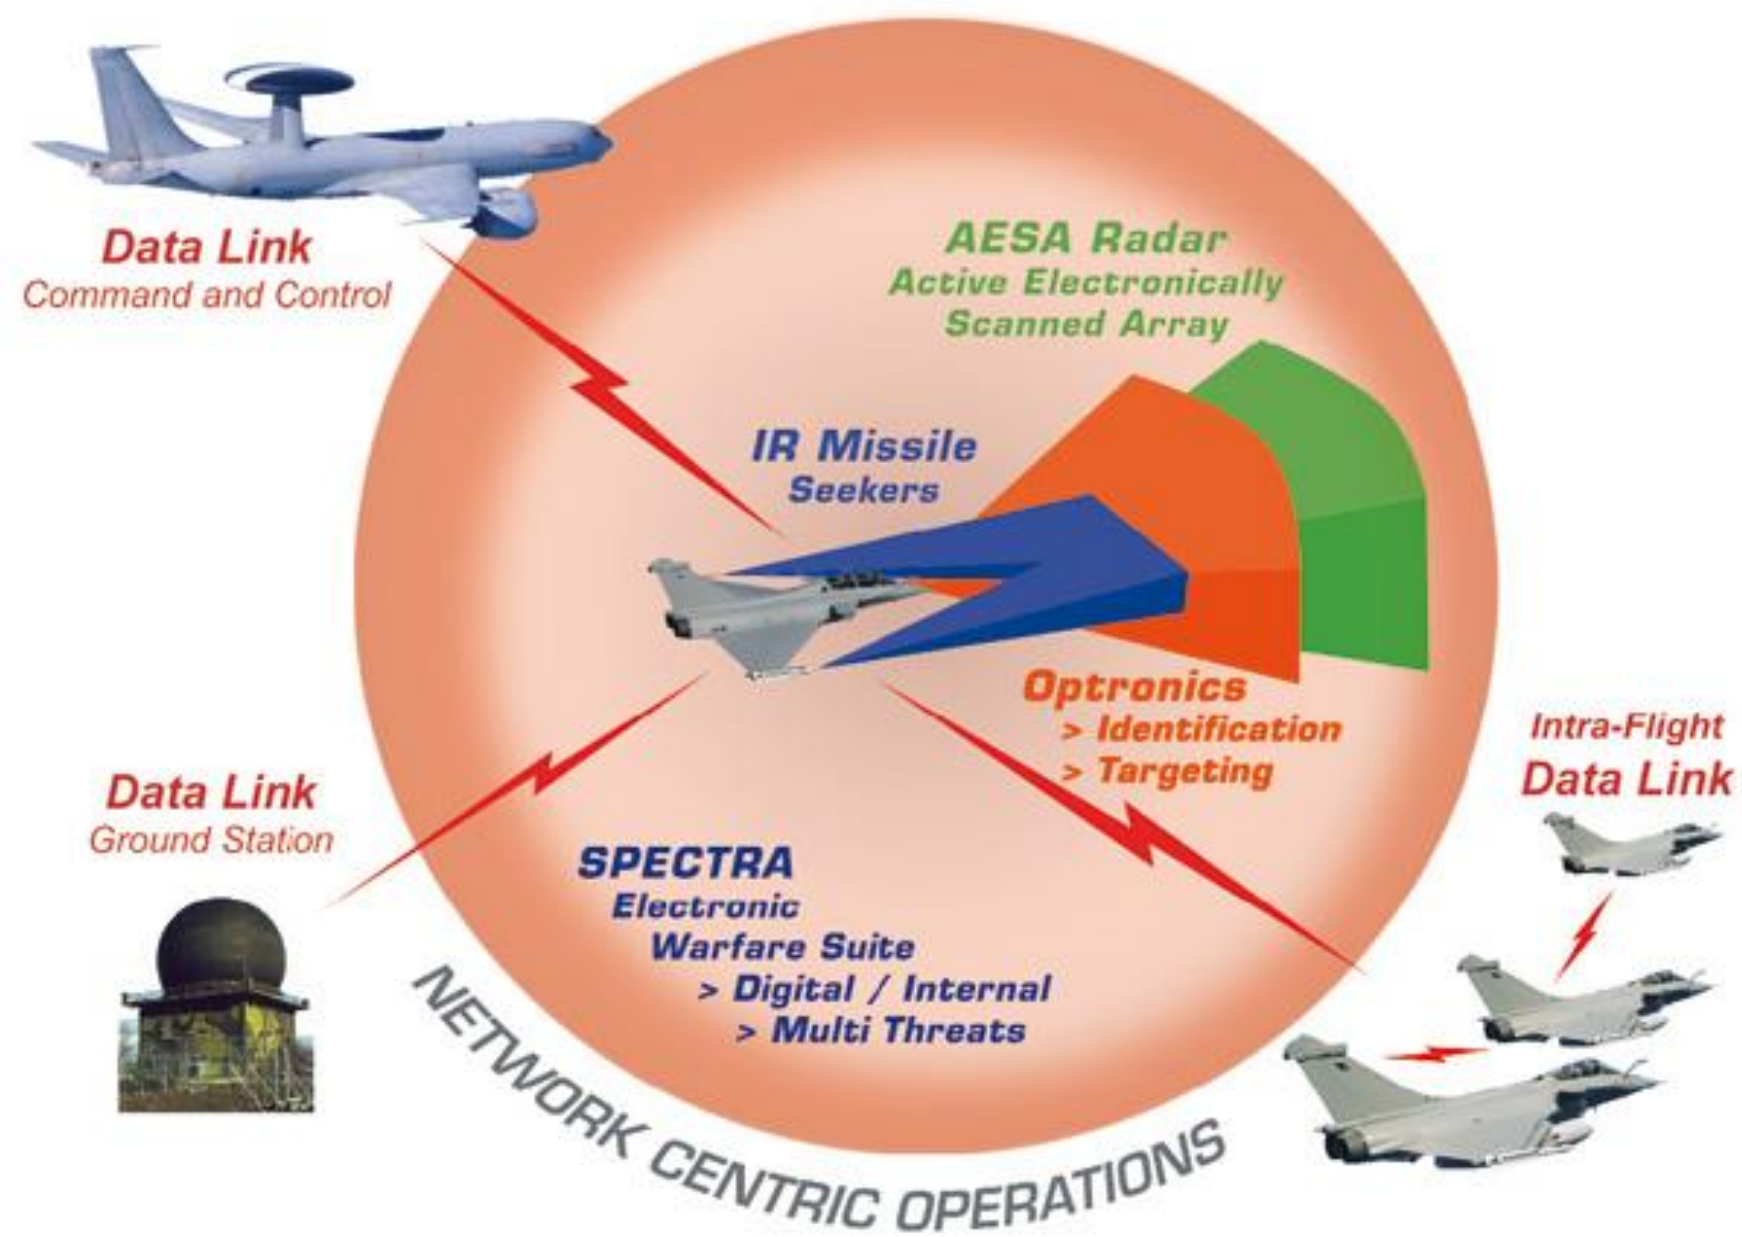 Data Link
Command and Control
AESA Radar
Active Electronically
Scanned Array
IR Missile
Seekers
Optronics
> Identification
> Targeting
Intra-Flight
Data Link
Data Link
Ground Station
SPECTRA
Electronic
Warfare Suite
> Digital / Internal
> Multi Threats
NETWORK CENTRIC OPERATIONS